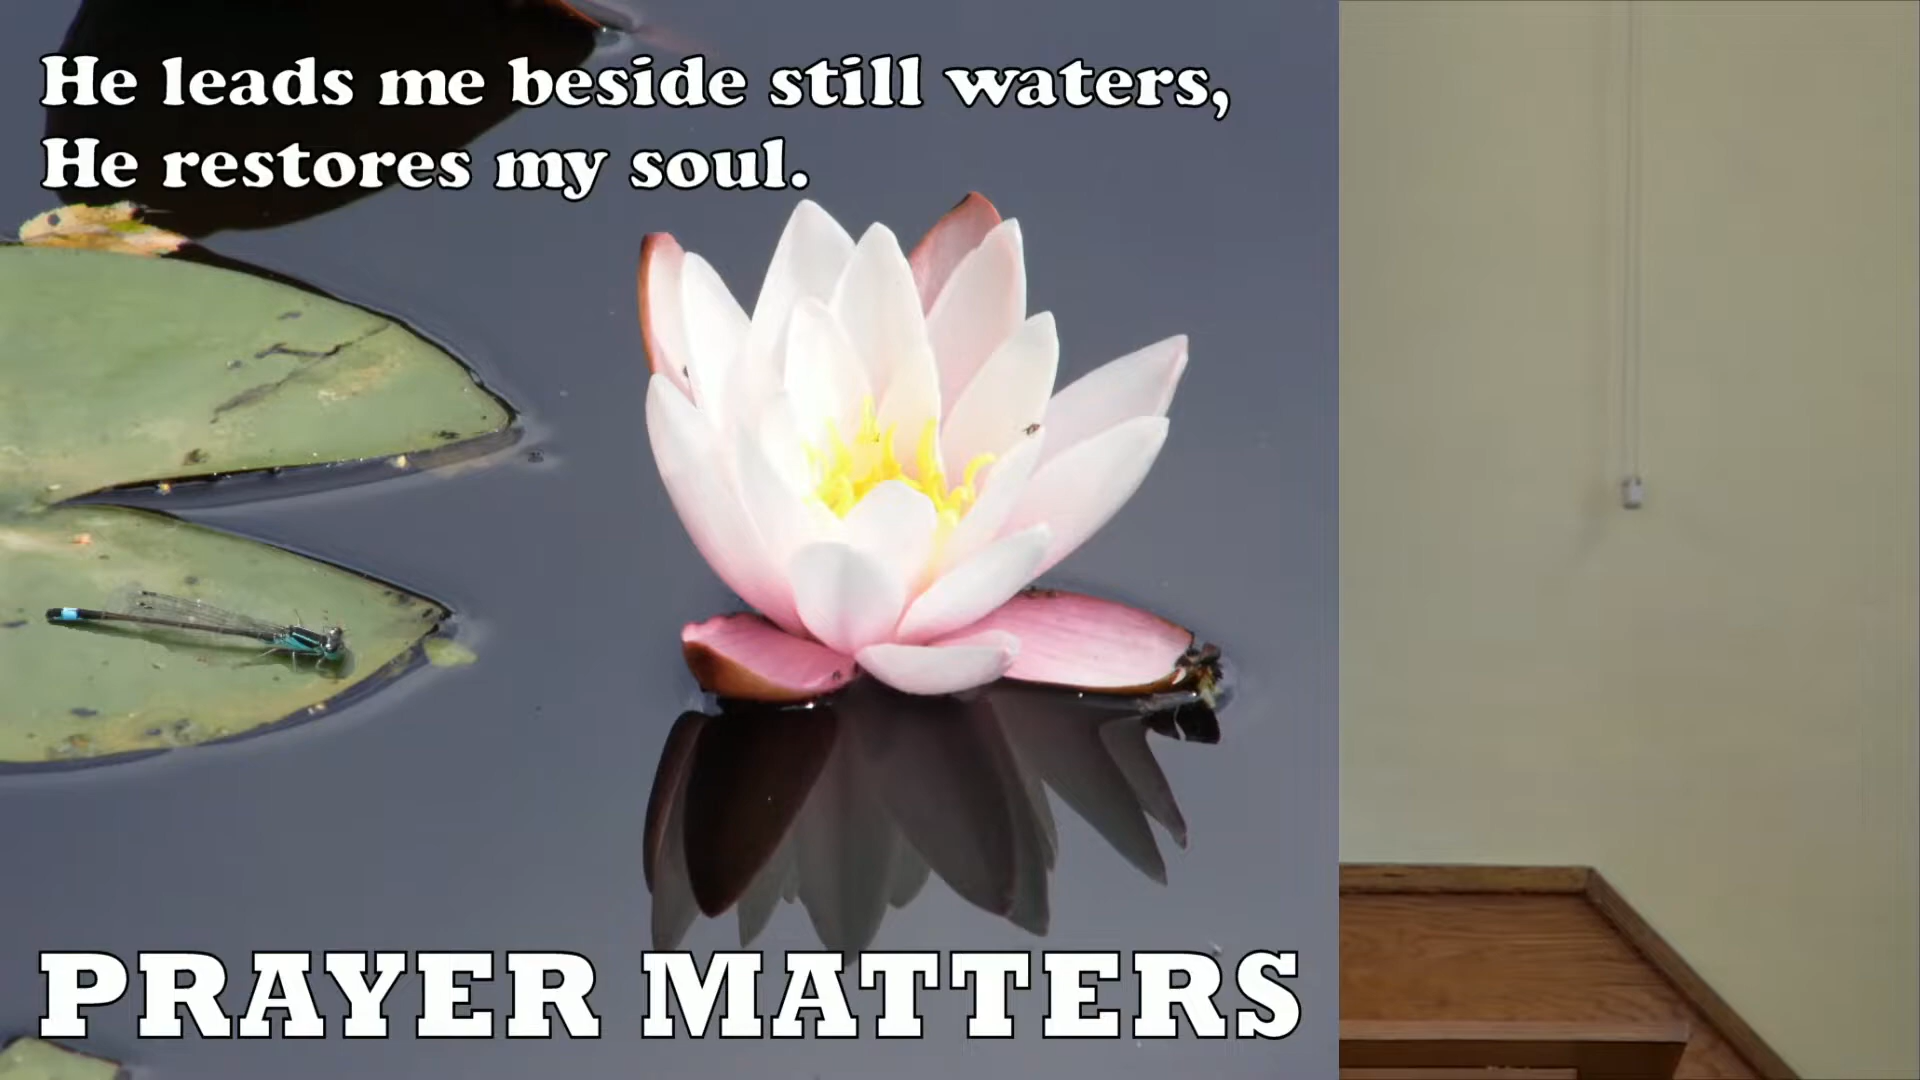 He leads me beside still waters,
He restores my soul.
PRAYER MATTERS